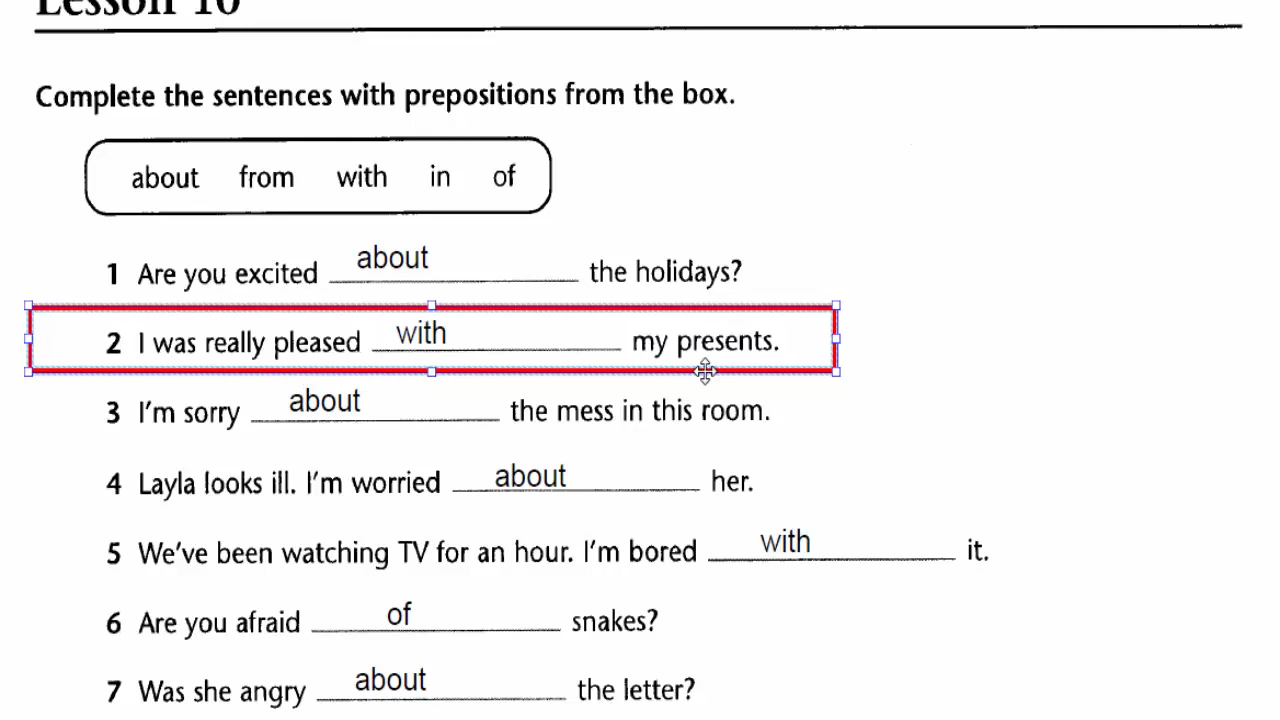 Lesson 10
Complete the sentences with prepositions from the box.
about from with in of
1 Are you excited about the holidays?
2 I was really pleased with my presents.
3 I'm sorry about the mess in this room.
4 Layla looks ill. I'm worried about her.
5 We've been watching TV for an hour. I'm bored with it.
6 Are you afraid of snakes?
7 Was she angry about the letter?